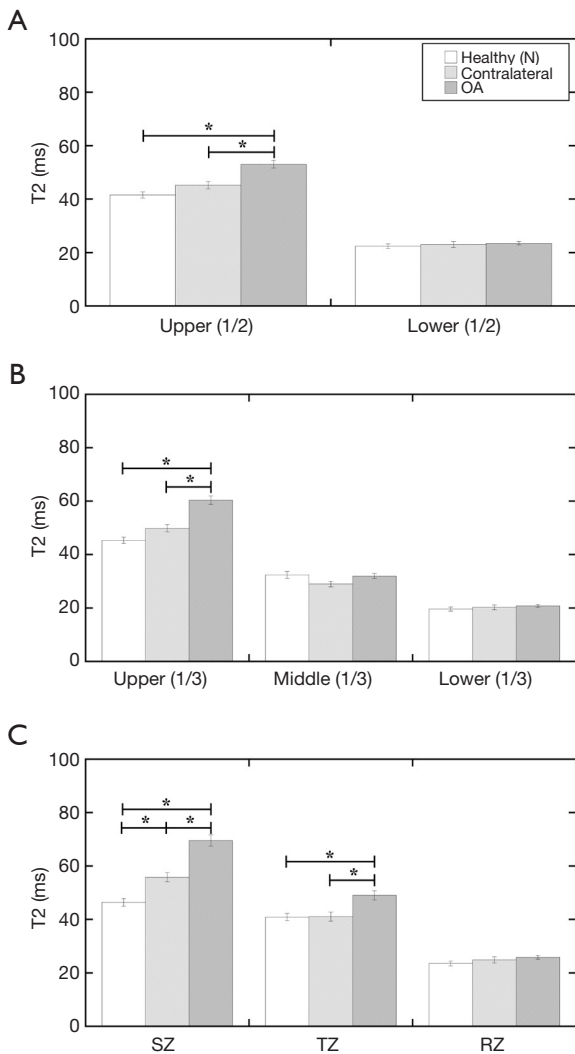 A
100
80
60
40
20
0
T2 (ms)
Healthy (N)
Contralateral
OA
*
*
Upper (1/2) Lower (1/2)
B
100
80
60
40
20
0
T2 (ms)
*
*
Upper (1/3) Middle (1/3) Lower (1/3)
C
100
80
60
40
20
0
T2 (ms)
*
* *
*
*
SZ TZ RZ